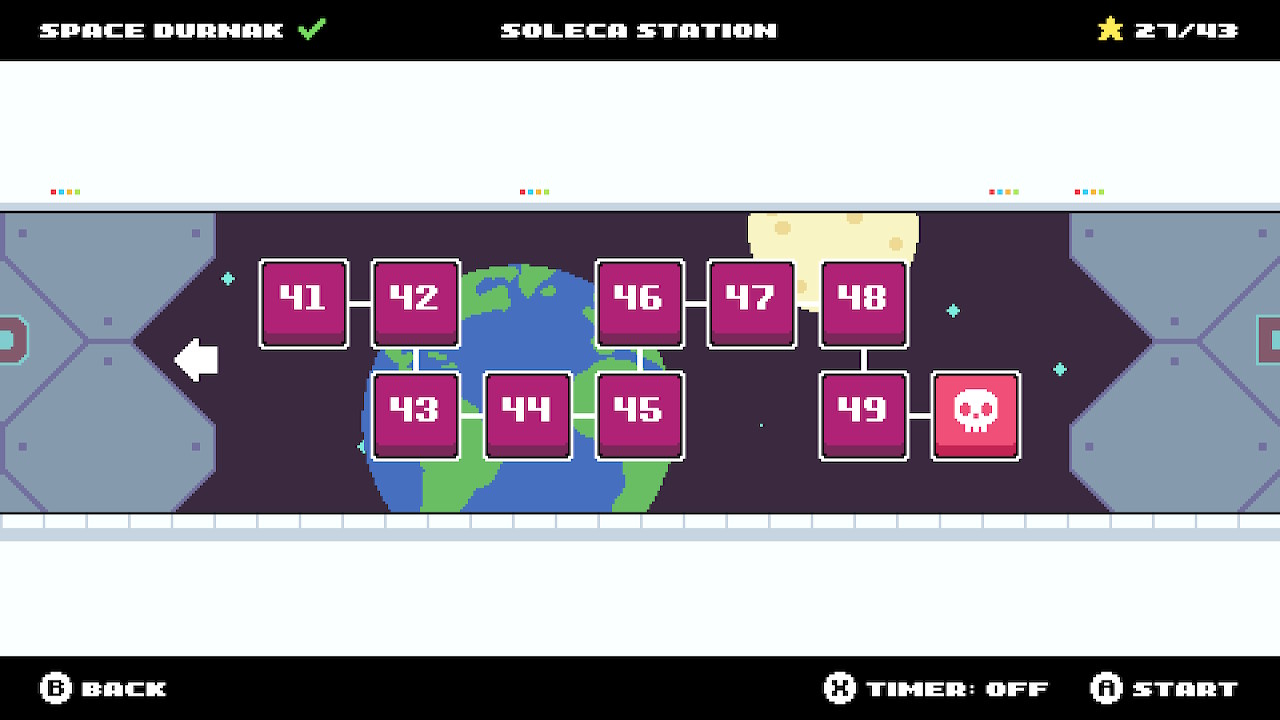 SPACE DURNAK
SOLECA STATION
27/43
41 42 46 47 48
43 44 45 49
B BACK
X TIMER: OFF
A START